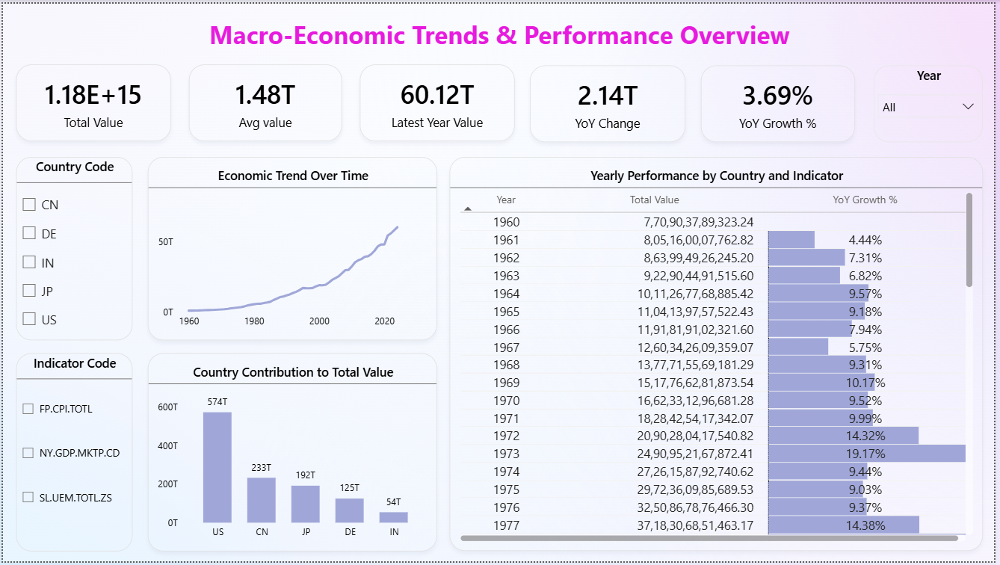 Macro-Economic Trends & Performance Overview
1.18E+15
Total Value
1.48T
Avg value
60.12T
Latest Year Value
2.14T
YoY Change
3.69%
YoY Growth %
Year
All
Country Code
CN
DE
IN
JP
US
Economic Trend Over Time
50T
0T
1960 1980 2000 2020
Indicator Code
FP.CPI.TOTL
NY.GDP.MKTP.CD
SL.UEM.TOTL.ZS
Country Contribution to Total Value
600T
400T
200T
0T
574T
233T
192T
125T
54T
US CN JP DE IN
Yearly Performance by Country and Indicator
Year Total Value YoY Growth %
1960 7,70,90,37,89,323.24
1961 8,05,16,00,07,762.82 4.44%
1962 8,63,99,49,26,245.20 7.31%
1963 9,22,90,44,91,515.60 6.82%
1964 10,11,26,77,68,885.42 9.57%
1965 11,04,13,97,57,522.43 9.18%
1966 11,91,81,91,02,321.60 7.94%
1967 12,60,34,26,09,359.07 5.75%
1968 13,77,71,55,69,181.29 9.31%
1969 15,17,76,62,81,873.54 10.17%
1970 16,62,33,12,96,681.28 9.52%
1971 18,28,42,54,17,342.07 9.99%
1972 20,90,28,04,17,540.82 14.32%
1973 24,90,95,21,67,872.41 19.17%
1974 27,26,15,87,92,740.62 9.44%
1975 29,72,36,09,85,689.53 9.03%
1976 32,50,86,78,76,466.30 9.37%
1977 37,18,30,68,51,463.17 14.38%